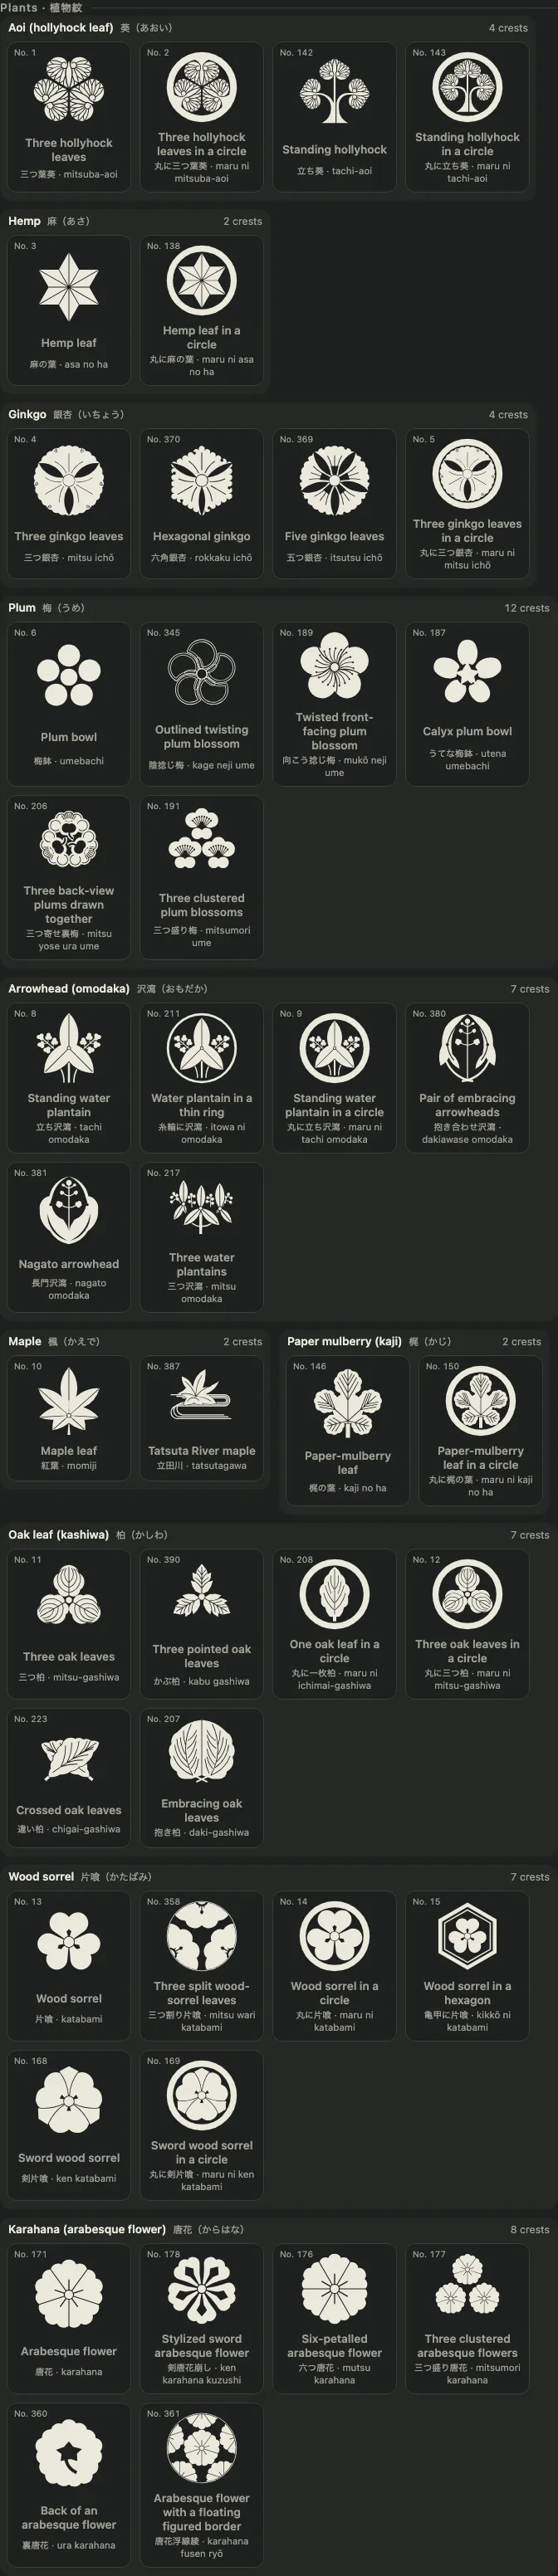 Plants · 植物紋
Aoi (hollyhock leaf) 葵（あおい） 4 crests
No. 1
Three hollyhock
leaves
三つ葉葵 · mitsuba-aoi
No. 2
Three hollyhock
leaves in a circle
丸に三つ葉葵 · maru ni
mitsuba-aoi
No. 142
Standing hollyhock
立ち葵 · tachi-aoi
No. 143
Standing hollyhock
in a circle
丸に立ち葵 · maru ni
tachi-aoi
Hemp 麻（あさ） 2 crests
No. 3
Hemp leaf
麻の葉 · asa no ha
No. 138
Hemp leaf in a
circle
丸に麻の葉 · maru ni asa
no ha
Ginkgo 銀杏（いちょう） 4 crests
No. 4
Three ginkgo leaves
三つ銀杏 · mitsu ichō
No. 370
Hexagonal ginkgo
六角銀杏 · rokkaku ichō
No. 369
Five ginkgo leaves
五つ銀杏 · itsutsu ichō
No. 5
Three ginkgo leaves
in a circle
丸に三つ銀杏 · maru ni
mitsu ichō
Plum 梅（うめ） 12 crests
No. 6
Plum bowl
梅鉢 · umebachi
No. 345
Outlined twisting
plum blossom
陰捻じ梅 · kage neji ume
No. 189
Twisted front-
facing plum
blossom
向こう捻じ梅 · mukō neji
ume
No. 187
Calyx plum bowl
うてな梅鉢 · utena
umebachi
No. 206
Three back-view
plums drawn
together
三つ寄せ裏梅 · mitsu
yose ura ume
No. 191
Three clustered
plum blossoms
三つ盛り梅 · mitsumori
ume
Arrowhead (omodaka) 沢瀉（おもだか） 7 crests
No. 8
Standing water
plantain
立ち沢瀉 · tachi
omodaka
No. 211
Water plantain in a
thin ring
糸輪に沢瀉 · itowa ni
omodaka
No. 9
Standing water
plantain in a circle
丸に立ち沢瀉 · maru ni
tachi omodaka
No. 380
Pair of embracing
arrowheads
抱き合わせ沢瀉 ·
dakiawase omodaka
No. 381
Nagato arrowhead
長門沢瀉 · nagato
omodaka
No. 217
Three water
plantains
三つ沢瀉 · mitsu
omodaka
Maple 楓（かえで） 2 crests
No. 10
Maple leaf
紅葉 · momiji
No. 387
Tatsuta River maple
立田川 · tatsutagawa
Paper mulberry (kaji) 梶（かじ） 2 crests
No. 146
Paper-mulberry
leaf
梶の葉 · kaji no ha
No. 150
Paper-mulberry
leaf in a circle
丸に梶の葉 · maru ni kaji
no ha
Oak leaf (kashiwa) 柏（かしわ） 7 crests
No. 11
Three oak leaves
三つ柏 · mitsu-gashiwa
No. 390
Three pointed oak
leaves
かぶ柏 · kabu gashiwa
No. 208
One oak leaf in a
circle
丸に一枚柏 · maru ni
ichimai-gashiwa
No. 12
Three oak leaves in
a circle
丸に三つ柏 · maru ni
mitsu-gashiwa
No. 223
Crossed oak leaves
違い柏 · chigai-gashiwa
No. 207
Embracing oak
leaves
抱き柏 · daki-gashiwa
Wood sorrel 片喰（かたばみ） 7 crests
No. 13
Wood sorrel
片喰 · katabami
No. 358
Three split wood-
sorrel leaves
三つ割り片喰 · mitsu wari
katabami
No. 14
Wood sorrel in a
circle
丸に片喰 · maru ni
katabami
No. 15
Wood sorrel in a
hexagon
亀甲に片喰 · kikkō ni
katabami
No. 168
Sword wood sorrel
剣片喰 · ken katabami
No. 169
Sword wood sorrel
in a circle
丸に剣片喰 · maru ni ken
katabami
Karahana (arabesque flower) 唐花（からはな） 8 crests
No. 171
Arabesque flower
唐花 · karahana
No. 178
Stylized sword
arabesque flower
剣唐花崩し · ken
karahana kuzushi
No. 176
Six-petalled
arabesque flower
六つ唐花 · mutsu
karahana
No. 177
Three clustered
arabesque flowers
三つ盛り唐花 · mitsumori
karahana
No. 360
Back of an
arabesque flower
裏唐花 · ura karahana
No. 361
Arabesque flower
with a floating
figured border
唐花浮線綾 · karahana
fusen ryō